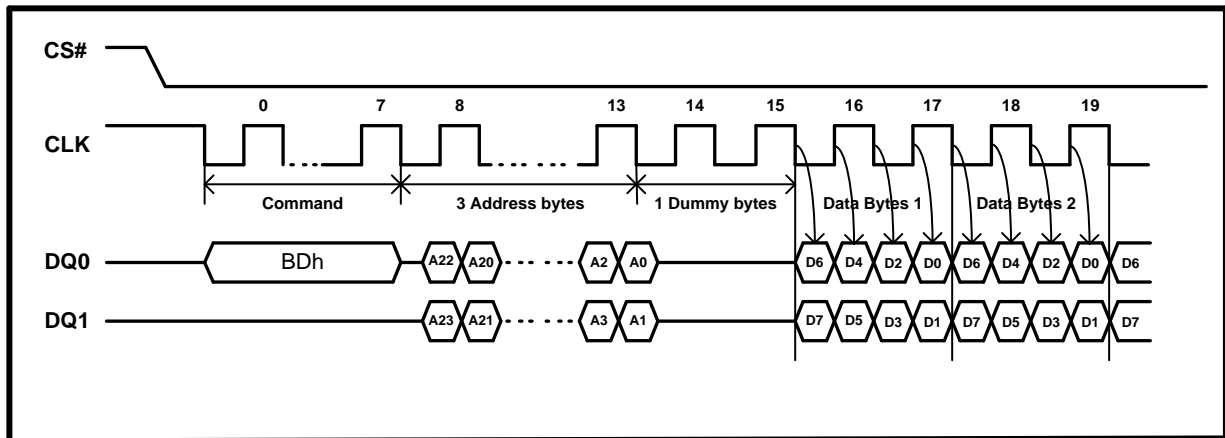 CS#
0 7 8 13 14 15 16 17 18 19
CLK
Command 3 Address bytes 1 Dummy bytes Data Bytes 1 Data Bytes 2
DQ0 BDh A22 A20 A2 A0 D6 D4 D2 D0 D6 D4 D2 D0 D6
DQ1 A23 A21 A3 A1 D7 D5 D3 D1 D7 D5 D3 D1 D7